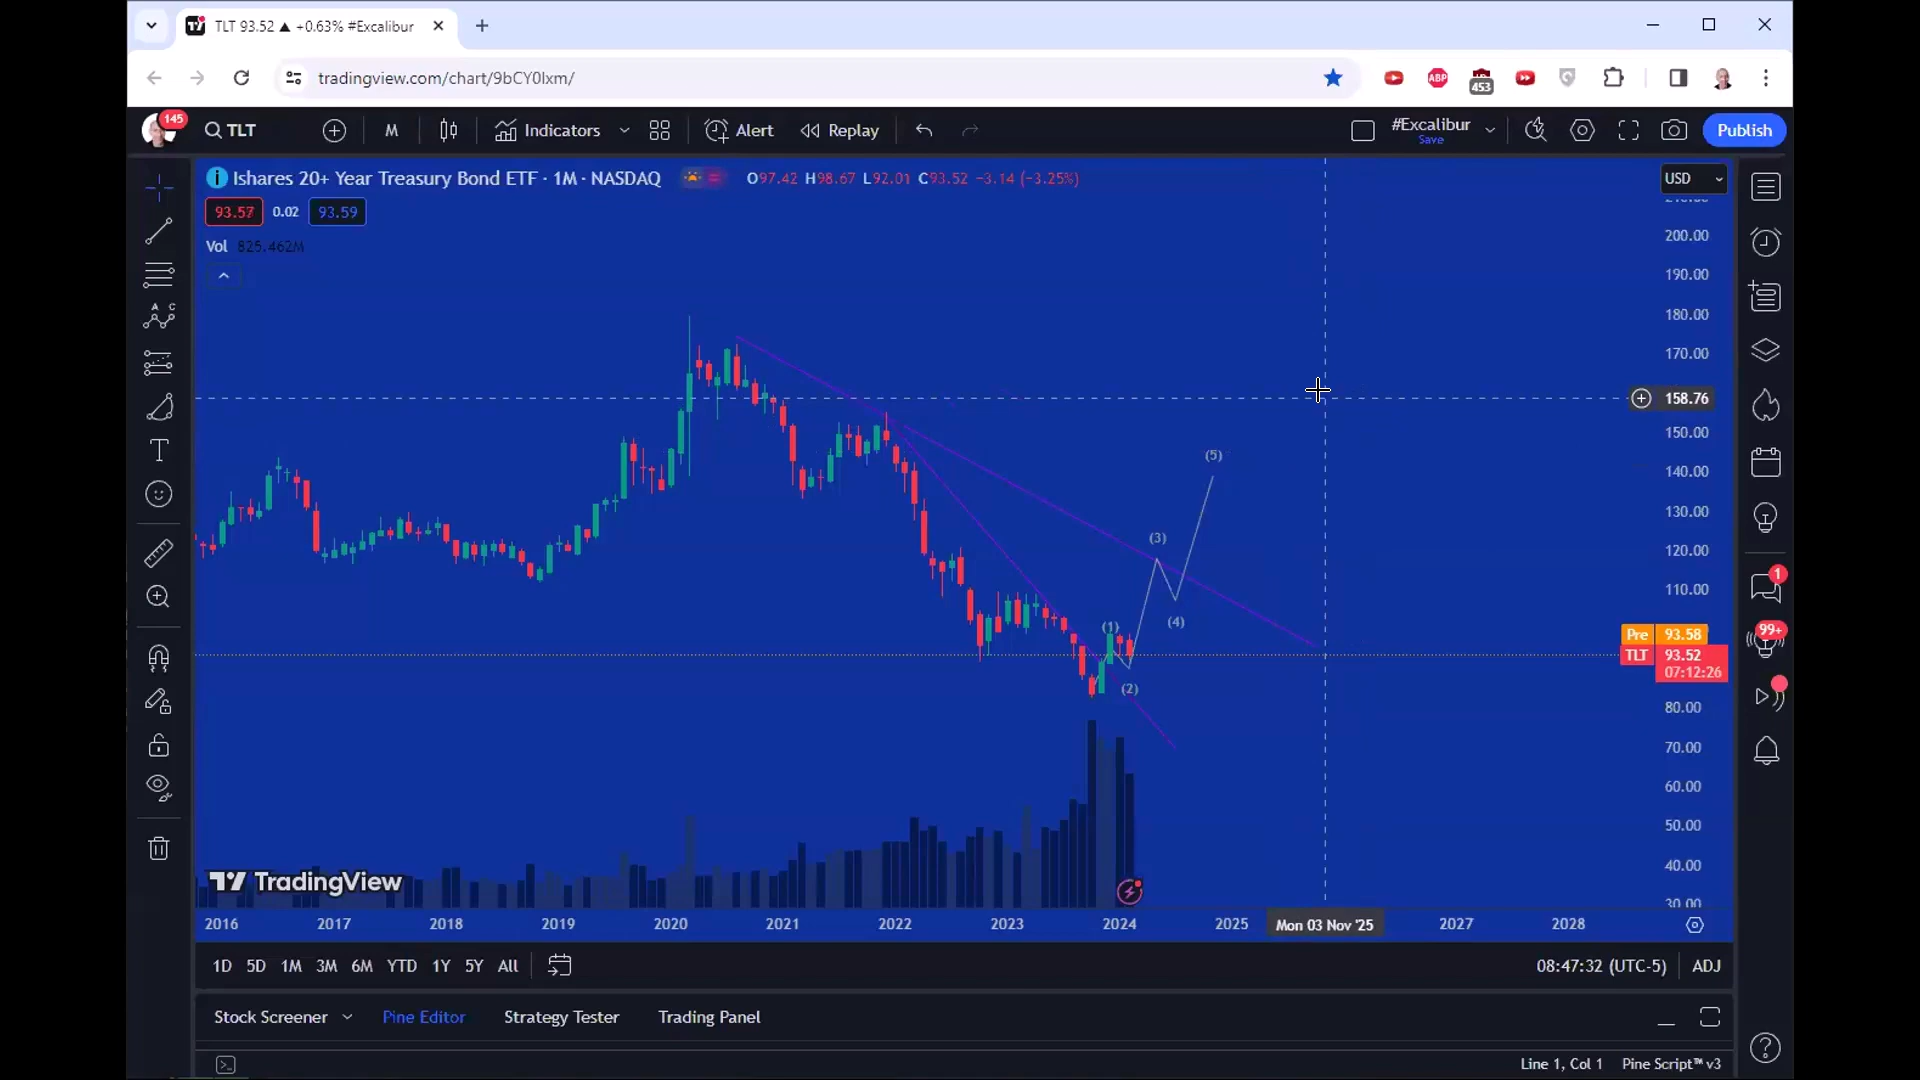 TLT 93.52 ▲ +0.63% #Excalibur
tradingview.com/chart/9bCY0lxm/
ABP
453
145
TLT
M
Indicators
Alert
Replay
#Excalibur
Save
Publish
Ishares 20+ Year Treasury Bond ETF · 1M · NASDAQ
O97.42 H98.67 L92.01 C93.52 −3.14 (−3.25%)
USD
93.57 0.02 93.59
Vol 825.462M
200.00
190.00
180.00
170.00
158.76
150.00
140.00
130.00
120.00
110.00
Pre 93.58
TLT 93.52
07:12:26
80.00
70.00
60.00
50.00
40.00
30.00
(1)
(2)
(3)
(4)
(5)
A C
T
1
99+
TradingView
2016 2017 2018 2019 2020 2021 2022 2023 2024 2025 Mon 03 Nov '25 2027 2028
1D 5D 1M 3M 6M YTD 1Y 5Y All
08:47:32 (UTC-5) ADJ
Stock Screener Pine Editor Strategy Tester Trading Panel
Line 1, Col 1 Pine Script™ v3